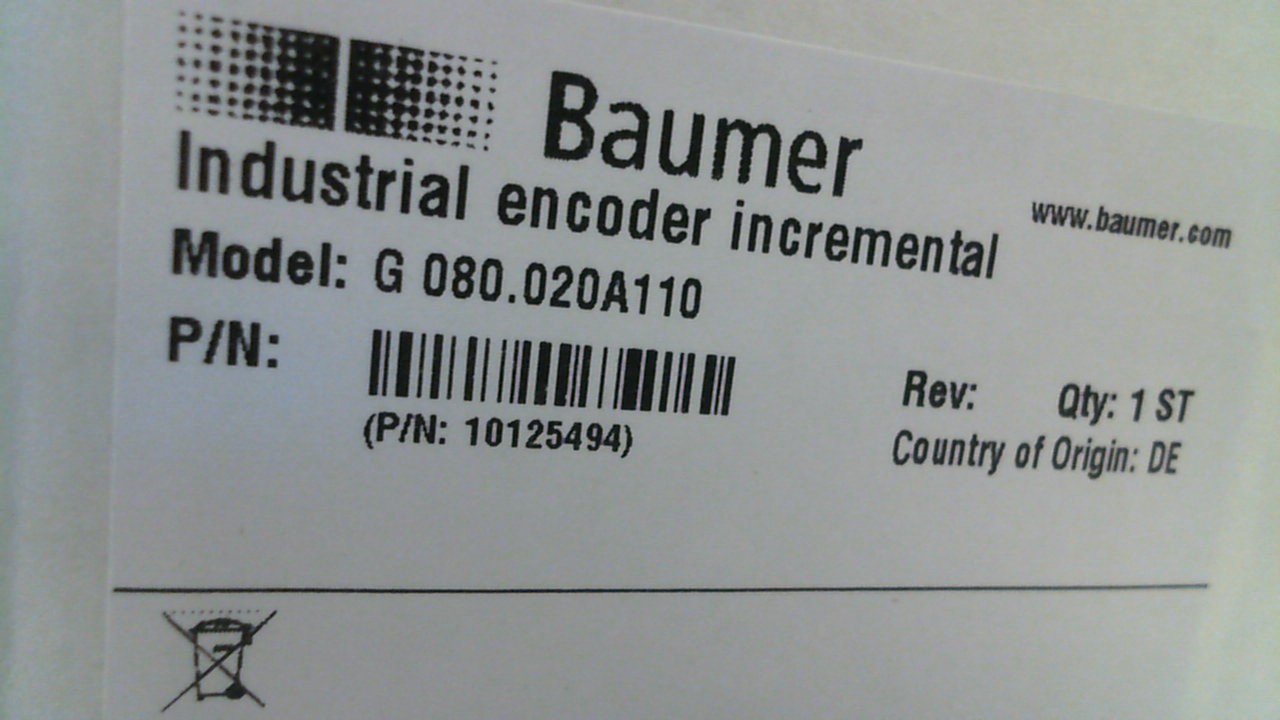 Baumer
www.baumer.com
Industrial encoder incremental
Model: G 080.020A110
P/N:
(P/N: 10125494)
Rev: Qty: 1 ST
Country of Origin: DE